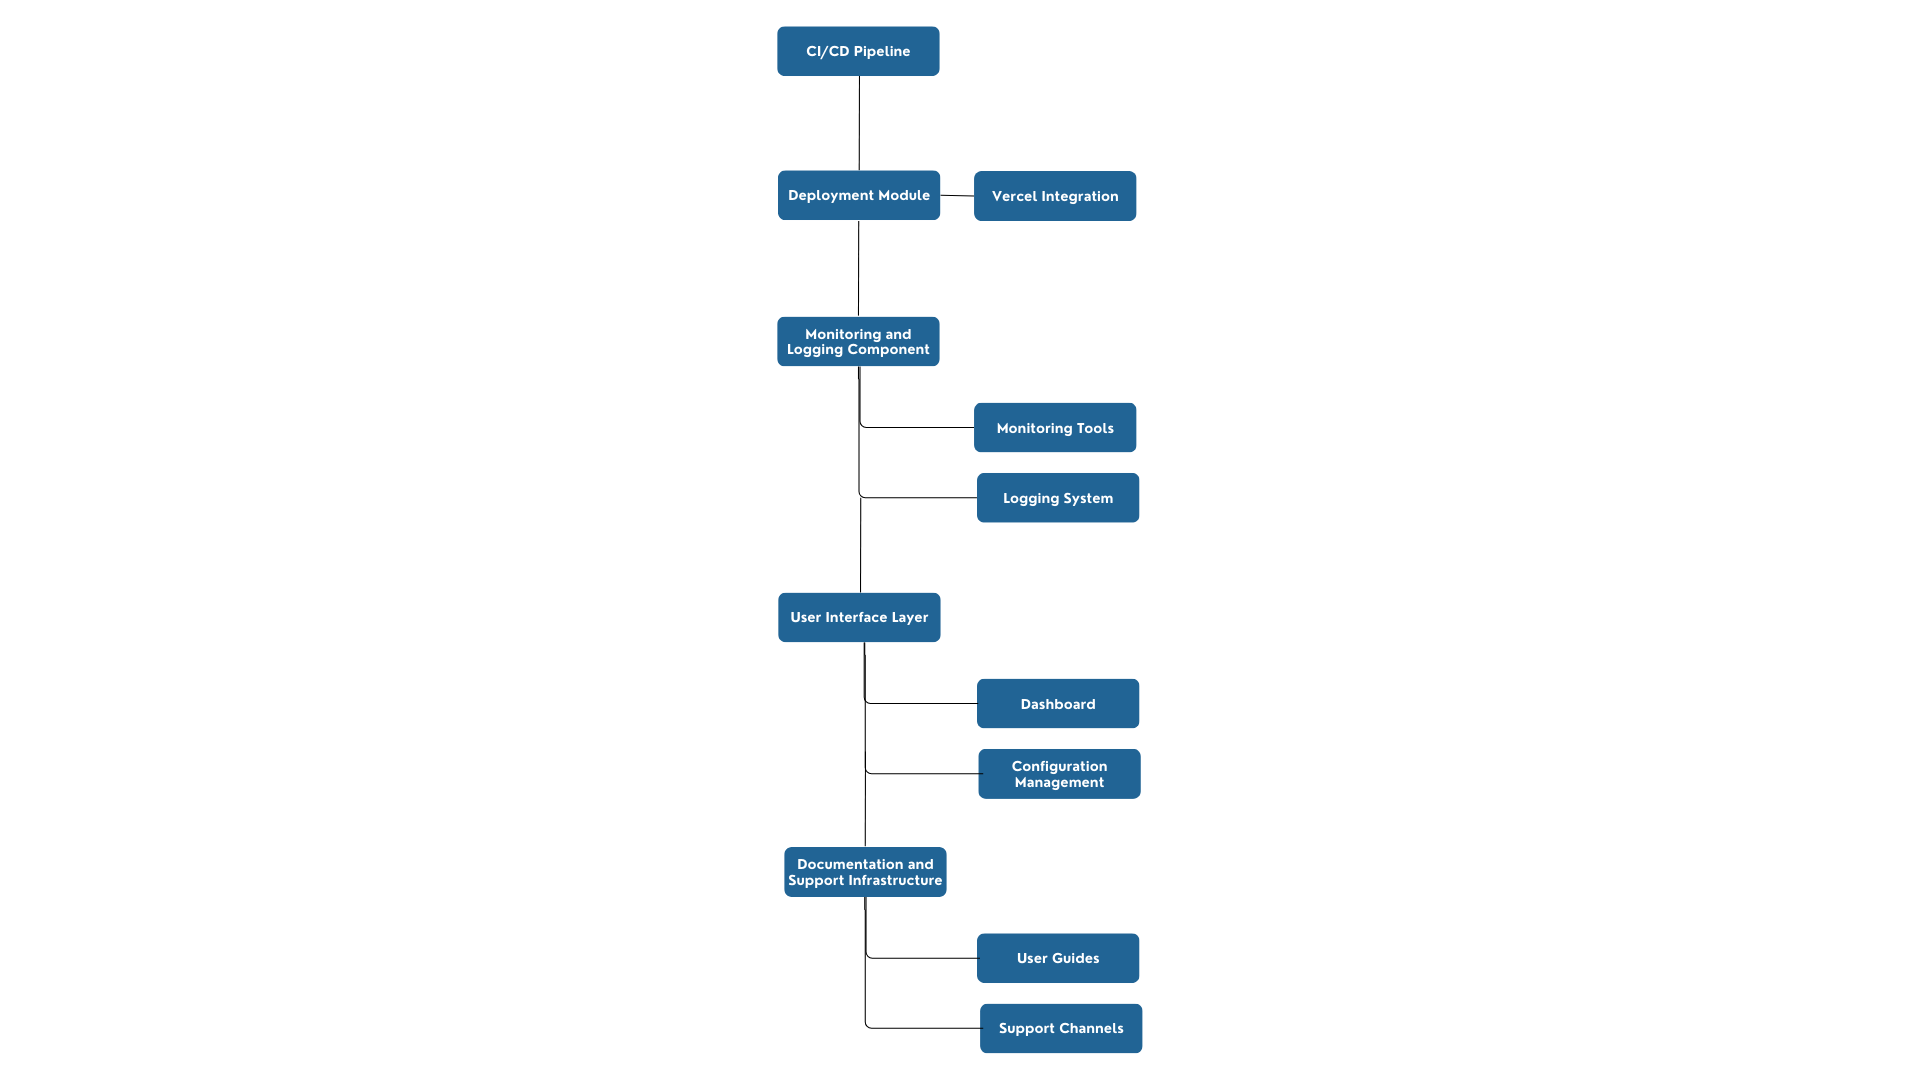 CI/CD Pipeline
Deployment Module
Vercel Integration
Monitoring and
Logging Component
Monitoring Tools
Logging System
User Interface Layer
Dashboard
Configuration
Management
Documentation and
Support Infrastructure
User Guides
Support Channels